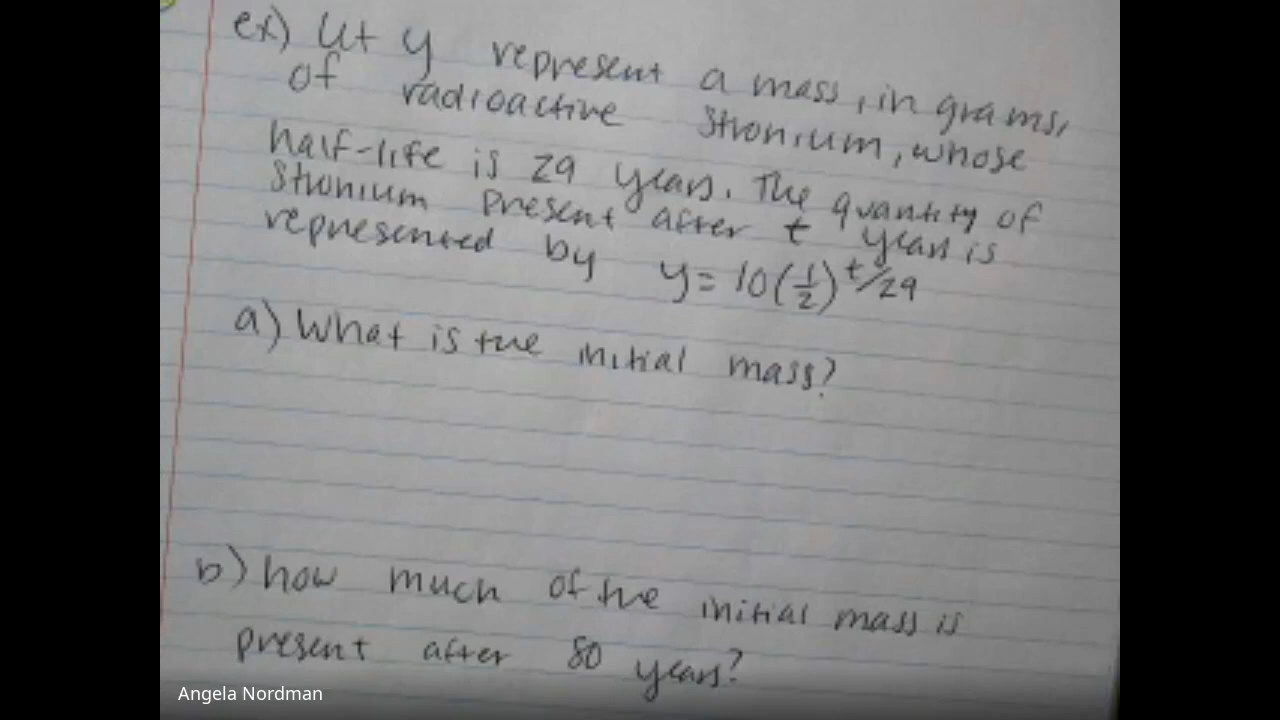 ex) Let y represent a mass, in grams,
of radioactive Stronium, whose
half-life is 29 years. The quantity of
Stronium present after t years is
represented by y = 10(1/2)^t/29
a) What is the initial mass?
b) how much of the initial mass is
present after 80 years?
Angela Nordman